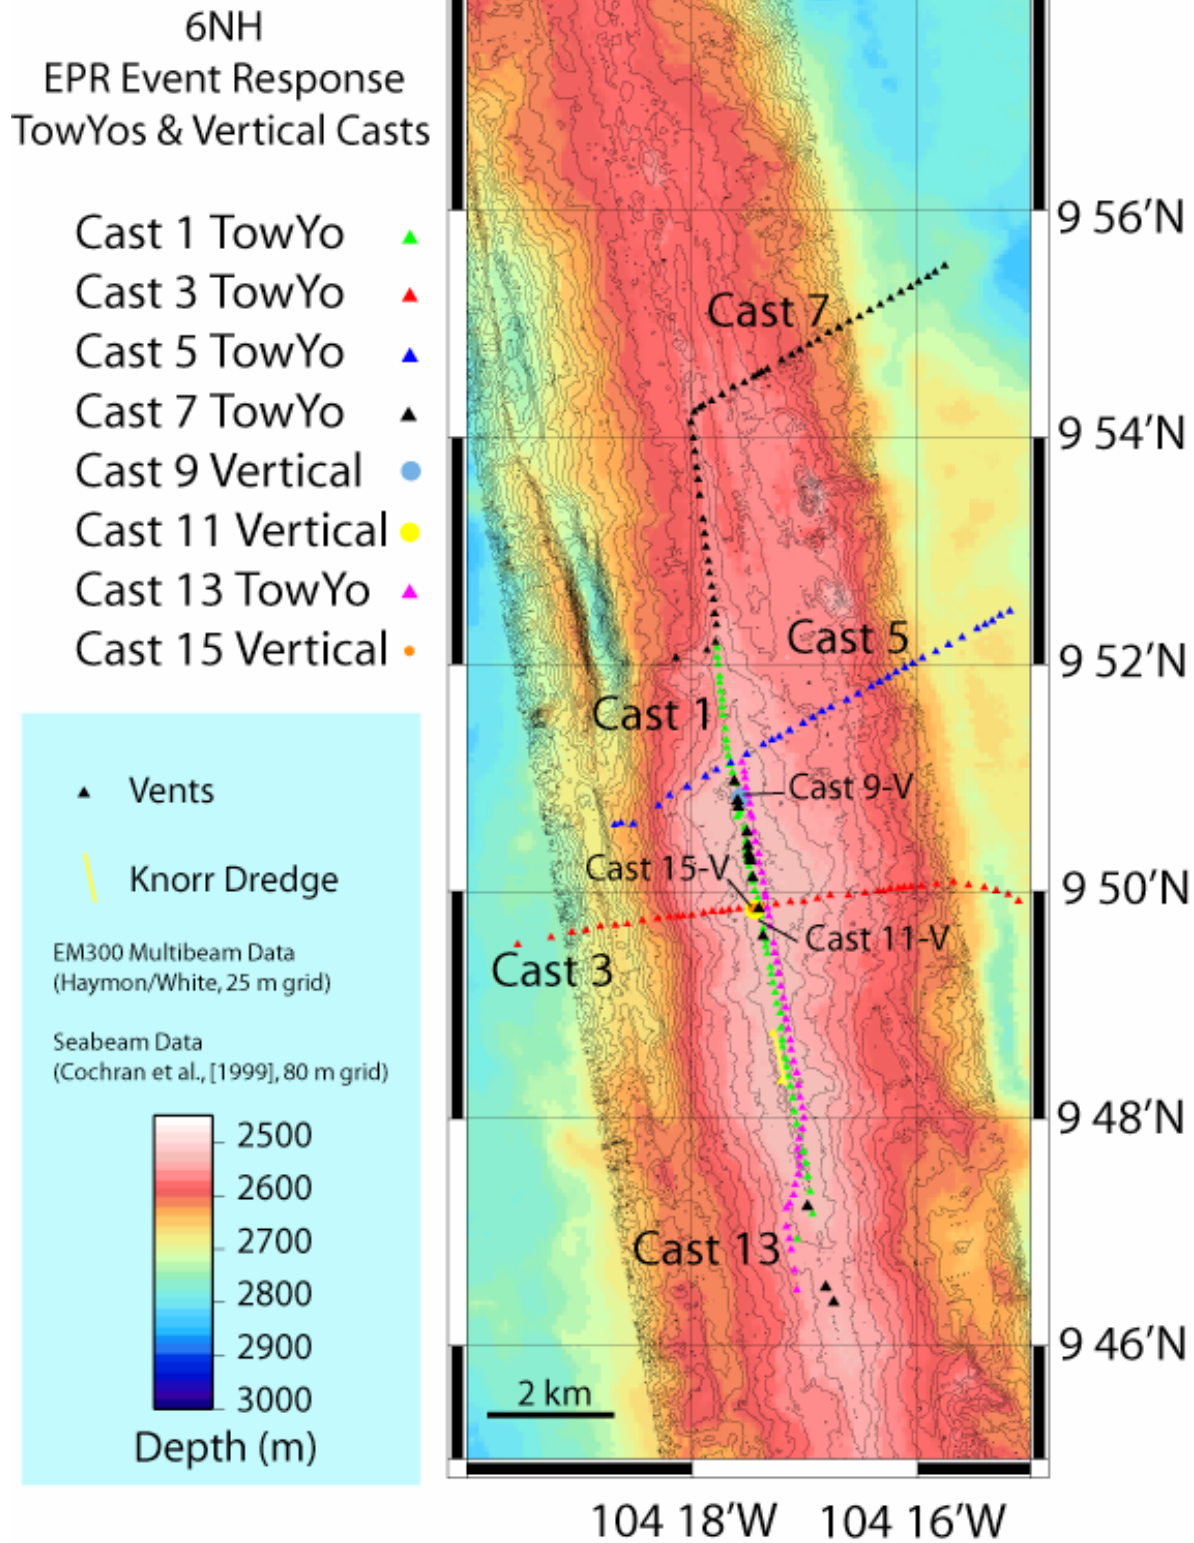 6NH
EPR Event Response
TowYos & Vertical Casts
Cast 1 TowYo
Cast 3 TowYo
Cast 5 TowYo
Cast 7 TowYo
Cast 9 Vertical
Cast 11 Vertical
Cast 13 TowYo
Cast 15 Vertical
Vents
Knorr Dredge
EM300 Multibeam Data
(Haymon/White, 25 m grid)
Seabeam Data
(Cochran et al., [1999], 80 m grid)
2500
2600
2700
2800
2900
3000
Depth (m)
Cast 7
Cast 5
Cast 1
Cast 9-V
Cast 15-V
Cast 11-V
Cast 3
Cast 13
2 km
9 56'N
9 54'N
9 52'N
9 50'N
9 48'N
9 46'N
104 18'W
104 16'W